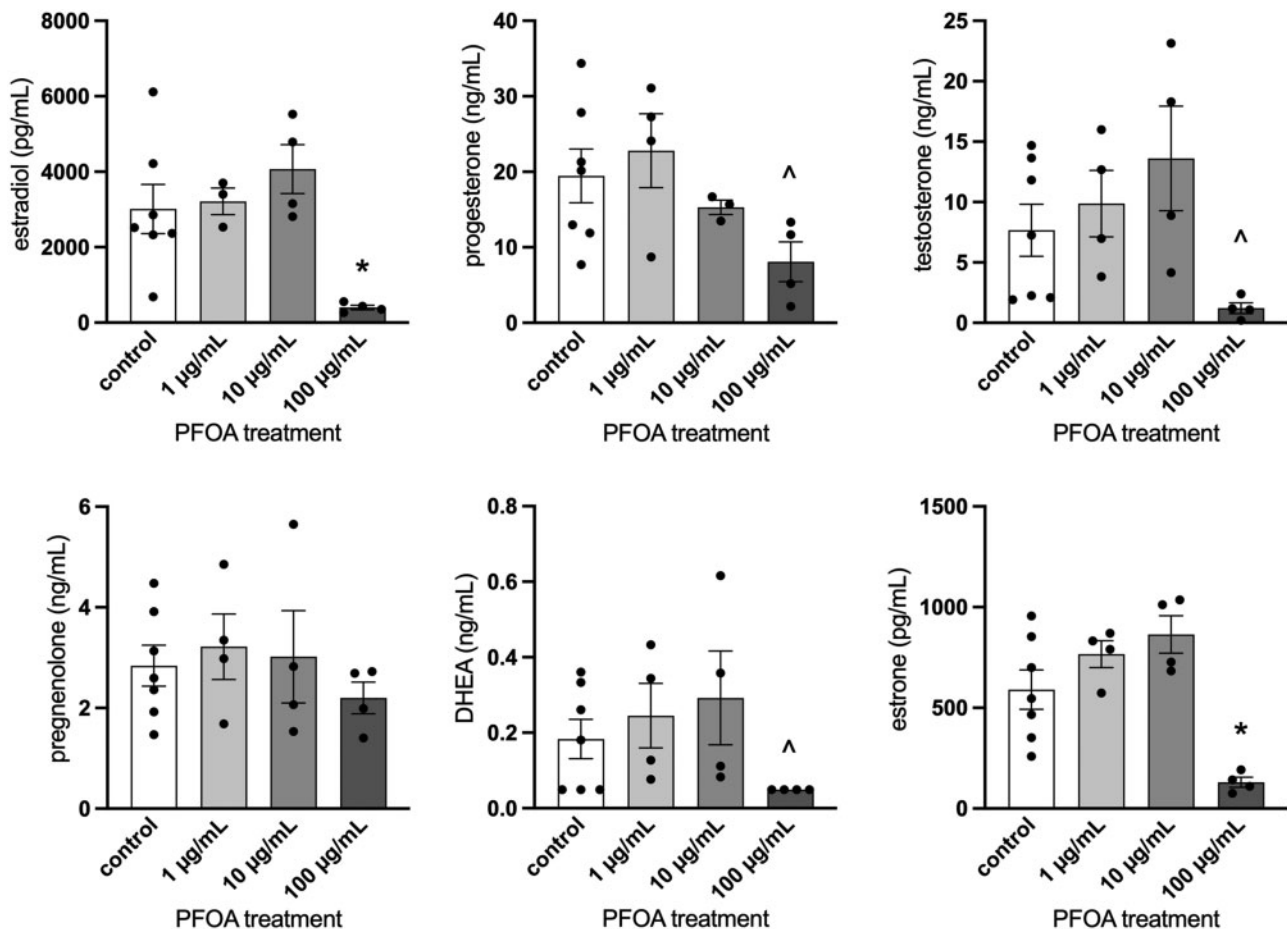 8000
6000
4000
2000
0
estradiol (pg/mL)
*
control
1 µg/mL
10 µg/mL
100 µg/mL
PFOA treatment
40
30
20
10
0
progesterone (ng/mL)
^
control
1 µg/mL
10 µg/mL
100 µg/mL
PFOA treatment
25
20
15
10
5
0
testosterone (ng/mL)
^
control
1 µg/mL
10 µg/mL
100 µg/mL
PFOA treatment
6
4
2
0
pregnenolone (ng/mL)
control
1 µg/mL
10 µg/mL
100 µg/mL
PFOA treatment
0.8
0.6
0.4
0.2
0.0
DHEA (ng/mL)
^
control
1 µg/mL
10 µg/mL
100 µg/mL
PFOA treatment
1500
1000
500
0
estrone (pg/mL)
*
control
1 µg/mL
10 µg/mL
100 µg/mL
PFOA treatment